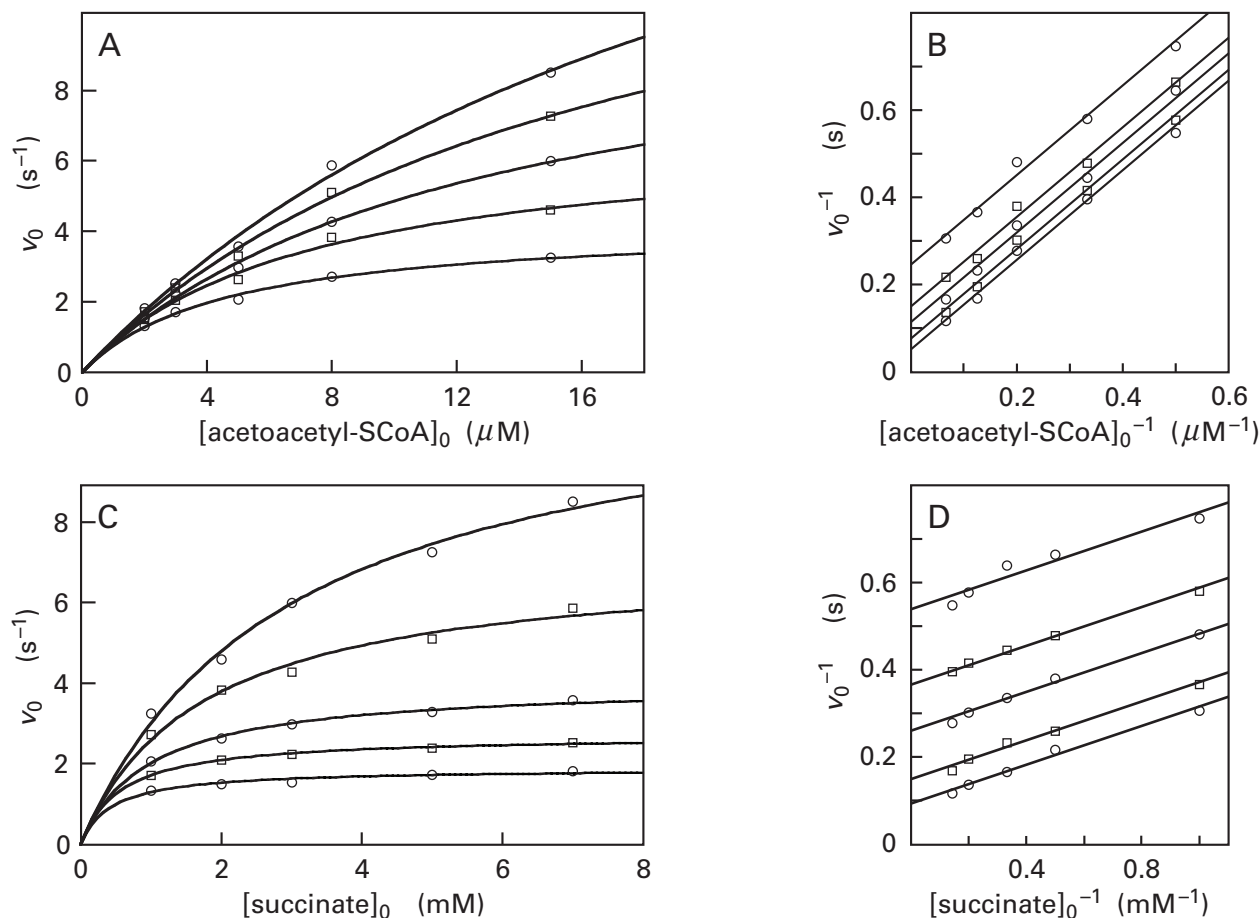 A
8
6
4
2
0
v₀ (s⁻¹)
0 4 8 12 16
[acetoacetyl-SCoA]₀ (μM)
B
0.6
0.4
0.2
0
v₀⁻¹ (s)
0.2 0.4 0.6
[acetoacetyl-SCoA]₀⁻¹ (μM⁻¹)
C
8
6
4
2
0
v₀ (s⁻¹)
0 2 4 6 8
[succinate]₀ (mM)
D
0.6
0.4
0.2
0
v₀⁻¹ (s)
0.4 0.8
[succinate]₀⁻¹ (mM⁻¹)